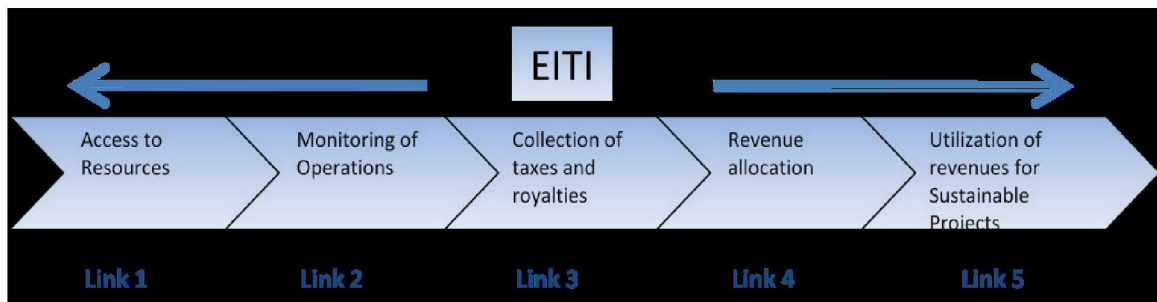 EITI
Access to
Resources
Monitoring of
Operations
Collection of
taxes and
royalties
Revenue
allocation
Utilization of
revenues for
Sustainable
Projects
Link 1
Link 2
Link 3
Link 4
Link 5